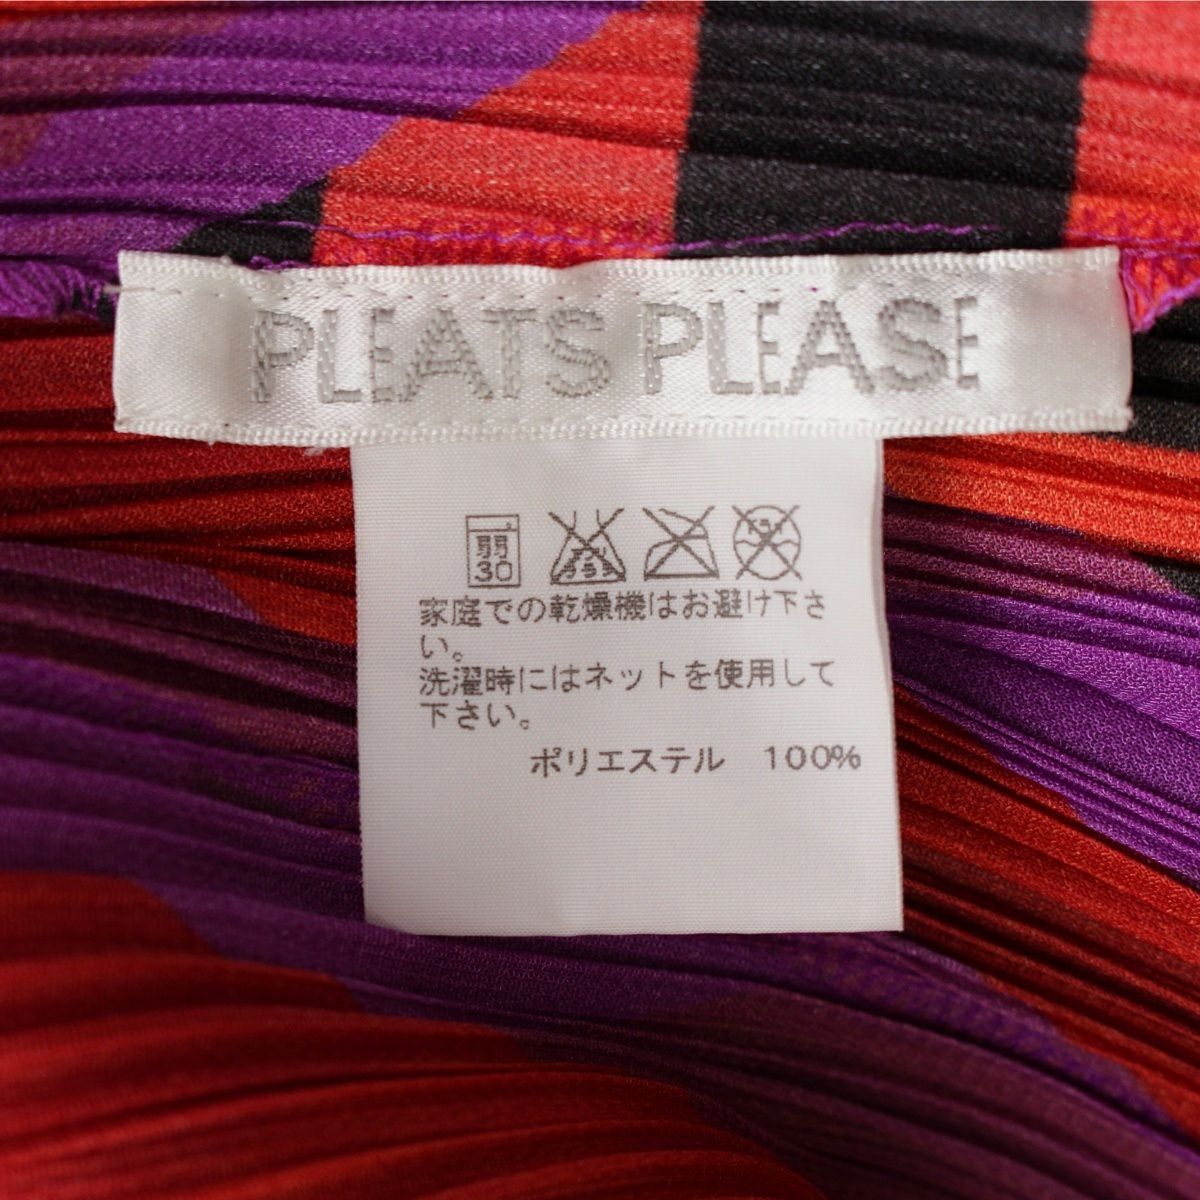 PLEATS PLEASE
弱
30
家庭での乾燥機はお避け下さ
い。
洗濯時にはネットを使用して
下さい。
ポリエステル 100%